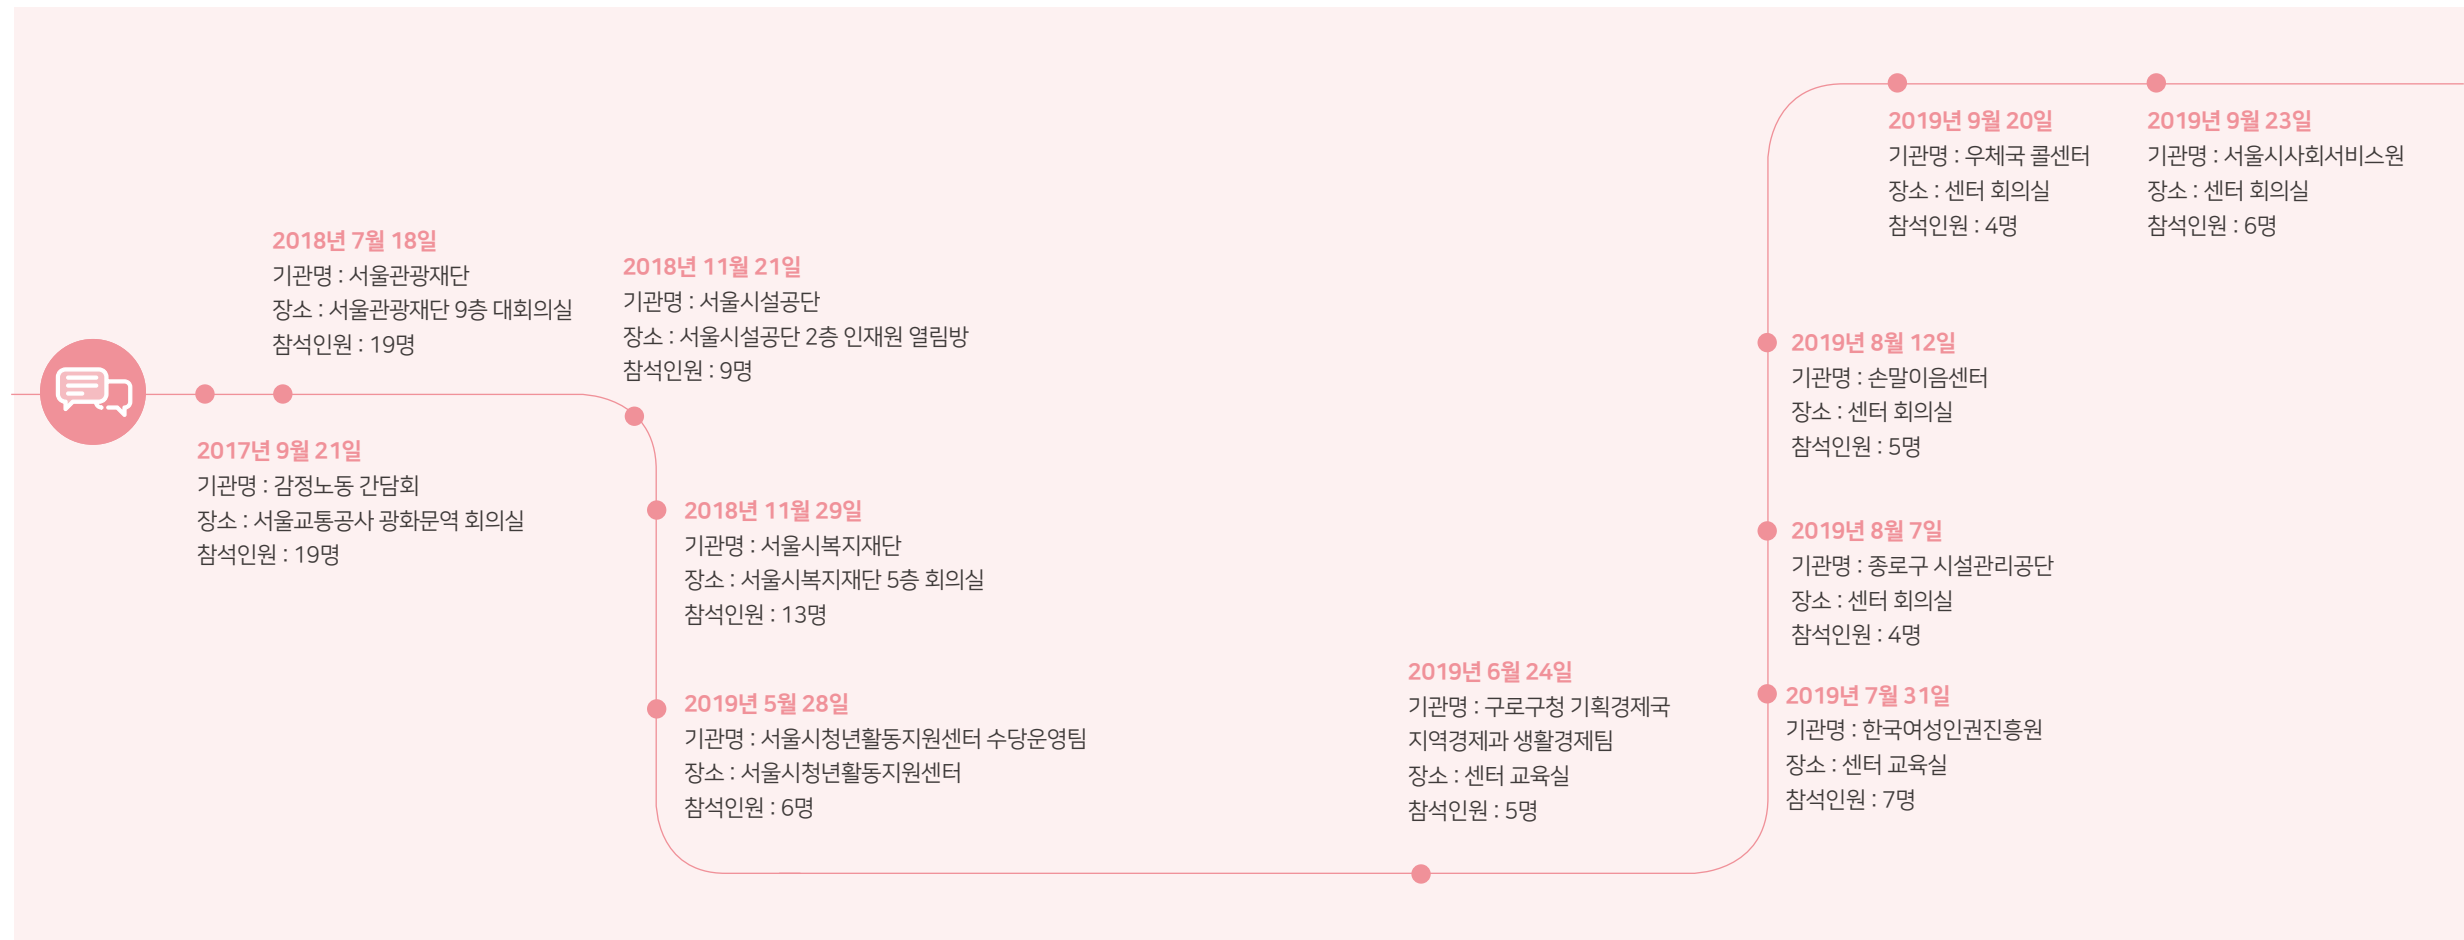 2017년 9월 21일
기관명 : 감정노동 간담회
장소 : 서울교통공사 광화문역 회의실
참석인원 : 19명
2018년 7월 18일
기관명 : 서울관광재단
장소 : 서울관광재단 9층 대회의실
참석인원 : 19명
2018년 11월 21일
기관명 : 서울시설공단
장소 : 서울시설공단 2층 인재원 열림방
참석인원 : 9명
2018년 11월 29일
기관명 : 서울시복지재단
장소 : 서울시복지재단 5층 회의실
참석인원 : 13명
2019년 5월 28일
기관명 : 서울시청년활동지원센터 수당운영팀
장소 : 서울시청년활동지원센터
참석인원 : 6명
2019년 6월 24일
기관명 : 구로구청 기획경제국
지역경제과 생활경제팀
장소 : 센터 교육실
참석인원 : 5명
2019년 7월 31일
기관명 : 한국여성인권진흥원
장소 : 센터 교육실
참석인원 : 7명
2019년 8월 7일
기관명 : 종로구 시설관리공단
장소 : 센터 회의실
참석인원 : 4명
2019년 8월 12일
기관명 : 손말이음센터
장소 : 센터 회의실
참석인원 : 5명
2019년 9월 20일
기관명 : 우체국 콜센터
장소 : 센터 회의실
참석인원 : 4명
2019년 9월 23일
기관명 : 서울시사회서비스원
장소 : 센터 회의실
참석인원 : 6명